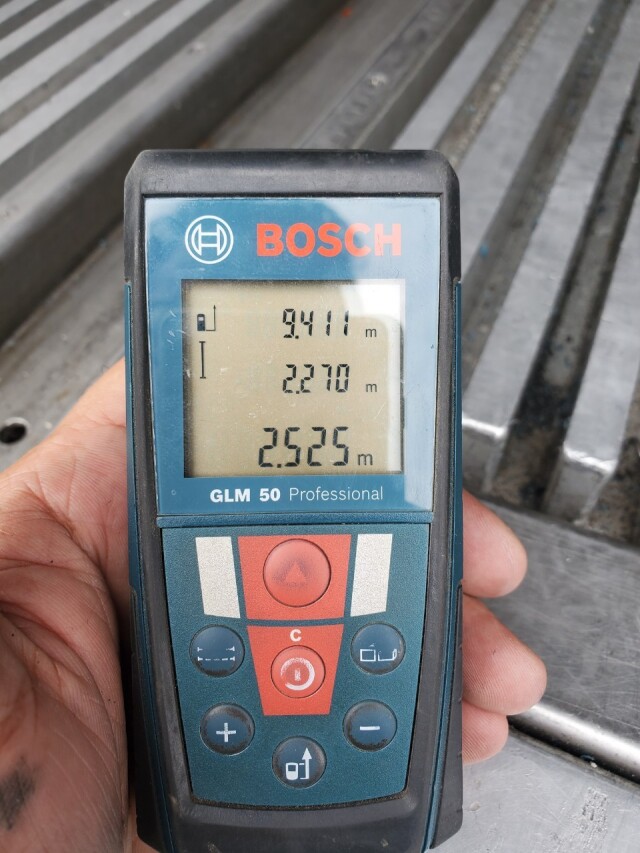 BOSCH
9.411 m
2.270 m
2.525 m
GLM 50 Professional
C
+
-